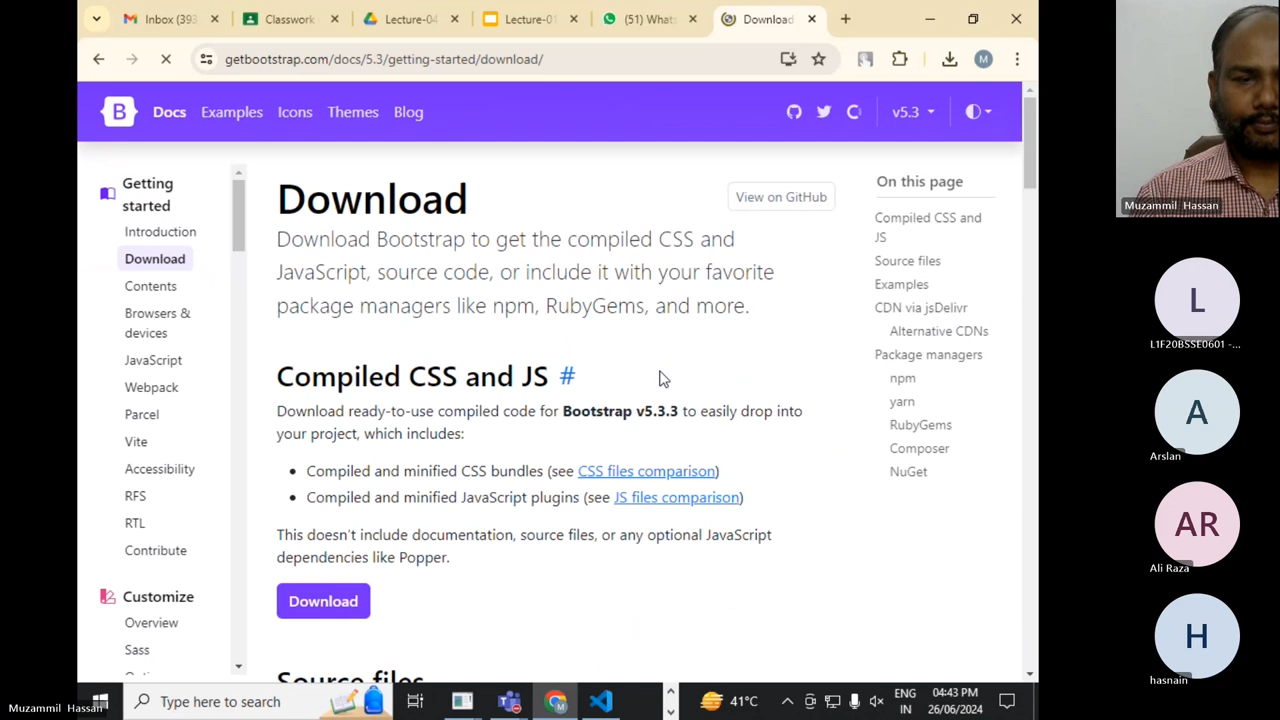 Inbox (393
Classwork
Lecture-04
Lecture-01
(51) Whats
Download
getbootstrap.com/docs/5.3/getting-started/download/
M
B
Docs
Examples
Icons
Themes
Blog
v5.3
Getting
started
Introduction
Download
Contents
Browsers &
devices
JavaScript
Webpack
Parcel
Vite
Accessibility
RFS
RTL
Contribute
Customize
Overview
Sass
Download
View on GitHub
Download Bootstrap to get the compiled CSS and
JavaScript, source code, or include it with your favorite
package managers like npm, RubyGems, and more.
Compiled CSS and JS #
Download ready-to-use compiled code for Bootstrap v5.3.3 to easily drop into
your project, which includes:
• Compiled and minified CSS bundles (see CSS files comparison)
• Compiled and minified JavaScript plugins (see JS files comparison)
This doesn't include documentation, source files, or any optional JavaScript
dependencies like Popper.
Download
Source files
On this page
Compiled CSS and
JS
Source files
Examples
CDN via jsDelivr
Alternative CDNs
Package managers
npm
yarn
RubyGems
Composer
NuGet
Muzammil Hassan
L
L1F20BSSE0601 -...
A
Arslan
AR
Ali Raza
H
hasnain
Type here to search
41°C
ENG
IN
04:43 PM
26/06/2024
Muzammil Hassan